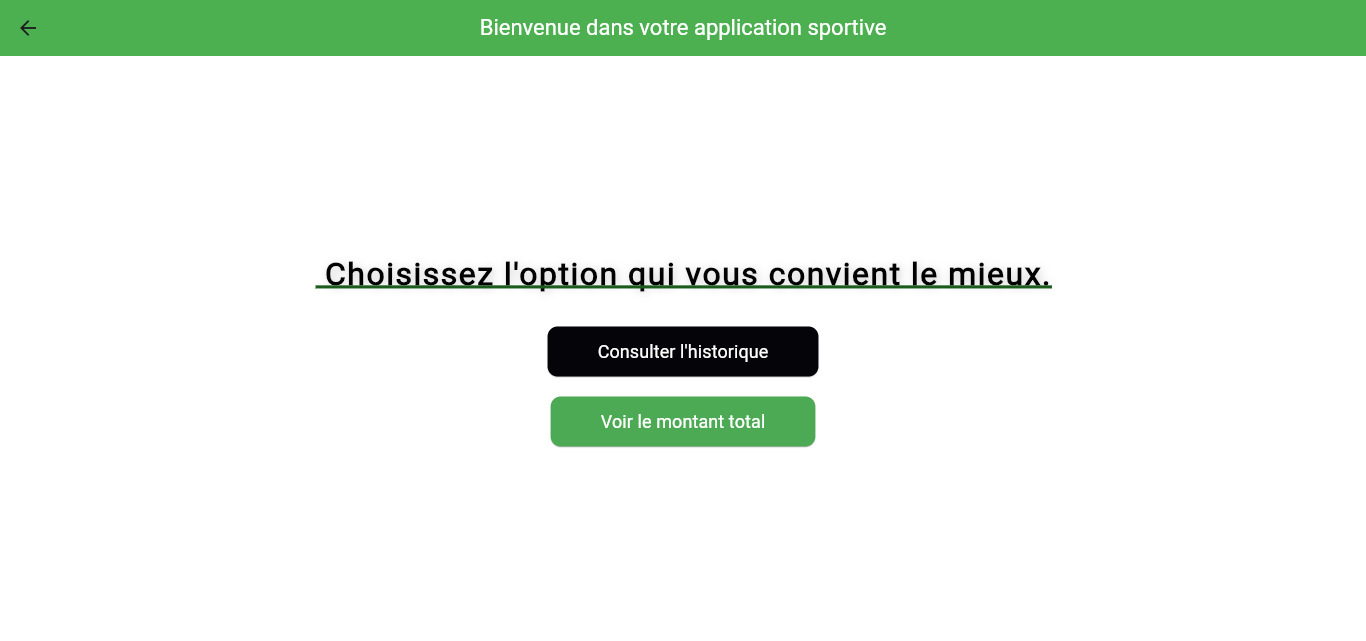 Bienvenue dans votre application sportive
Choisissez l'option qui vous convient le mieux.
Consulter l'historique
Voir le montant total